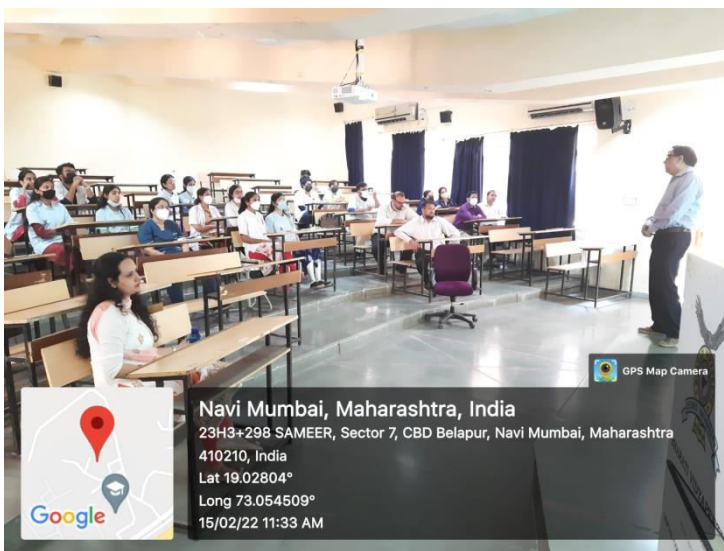 GPS Map Camera
Navi Mumbai, Maharashtra, India
23H3+298 SAMEER, Sector 7, CBD Belapur, Navi Mumbai, Maharashtra
410210, India
Lat 19.02804°
Long 73.054509°
15/02/22 11:33 AM
Google